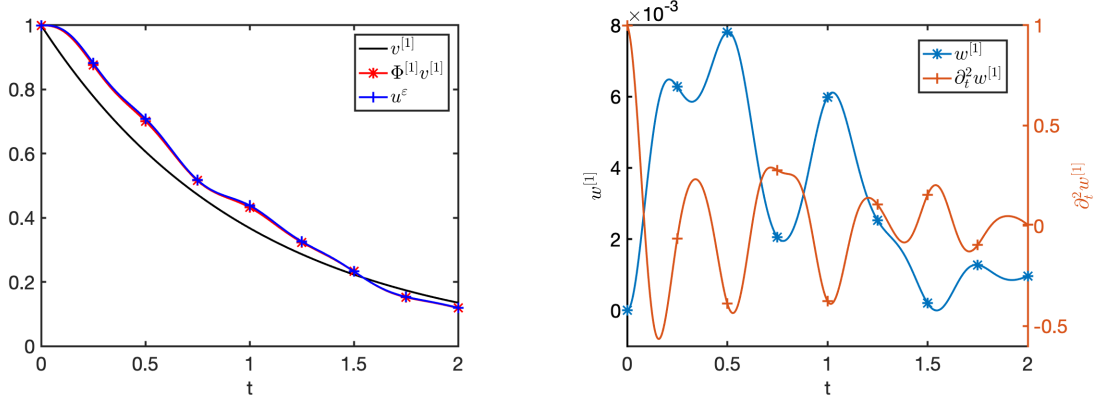 1
0.8
0.6
0.4
0.2
0
0 0.5 1 1.5 2
t
v^{[1]}
Φ^{[1]}v^{[1]}
u^ε
8 ×10^{-3}
6
4
2
0
w^{[1]}
0 0.5 1 1.5 2
t
w^{[1]}
∂_t^2 w^{[1]}
1
0.5
0
-0.5
∂_t^2 w^{[1]}